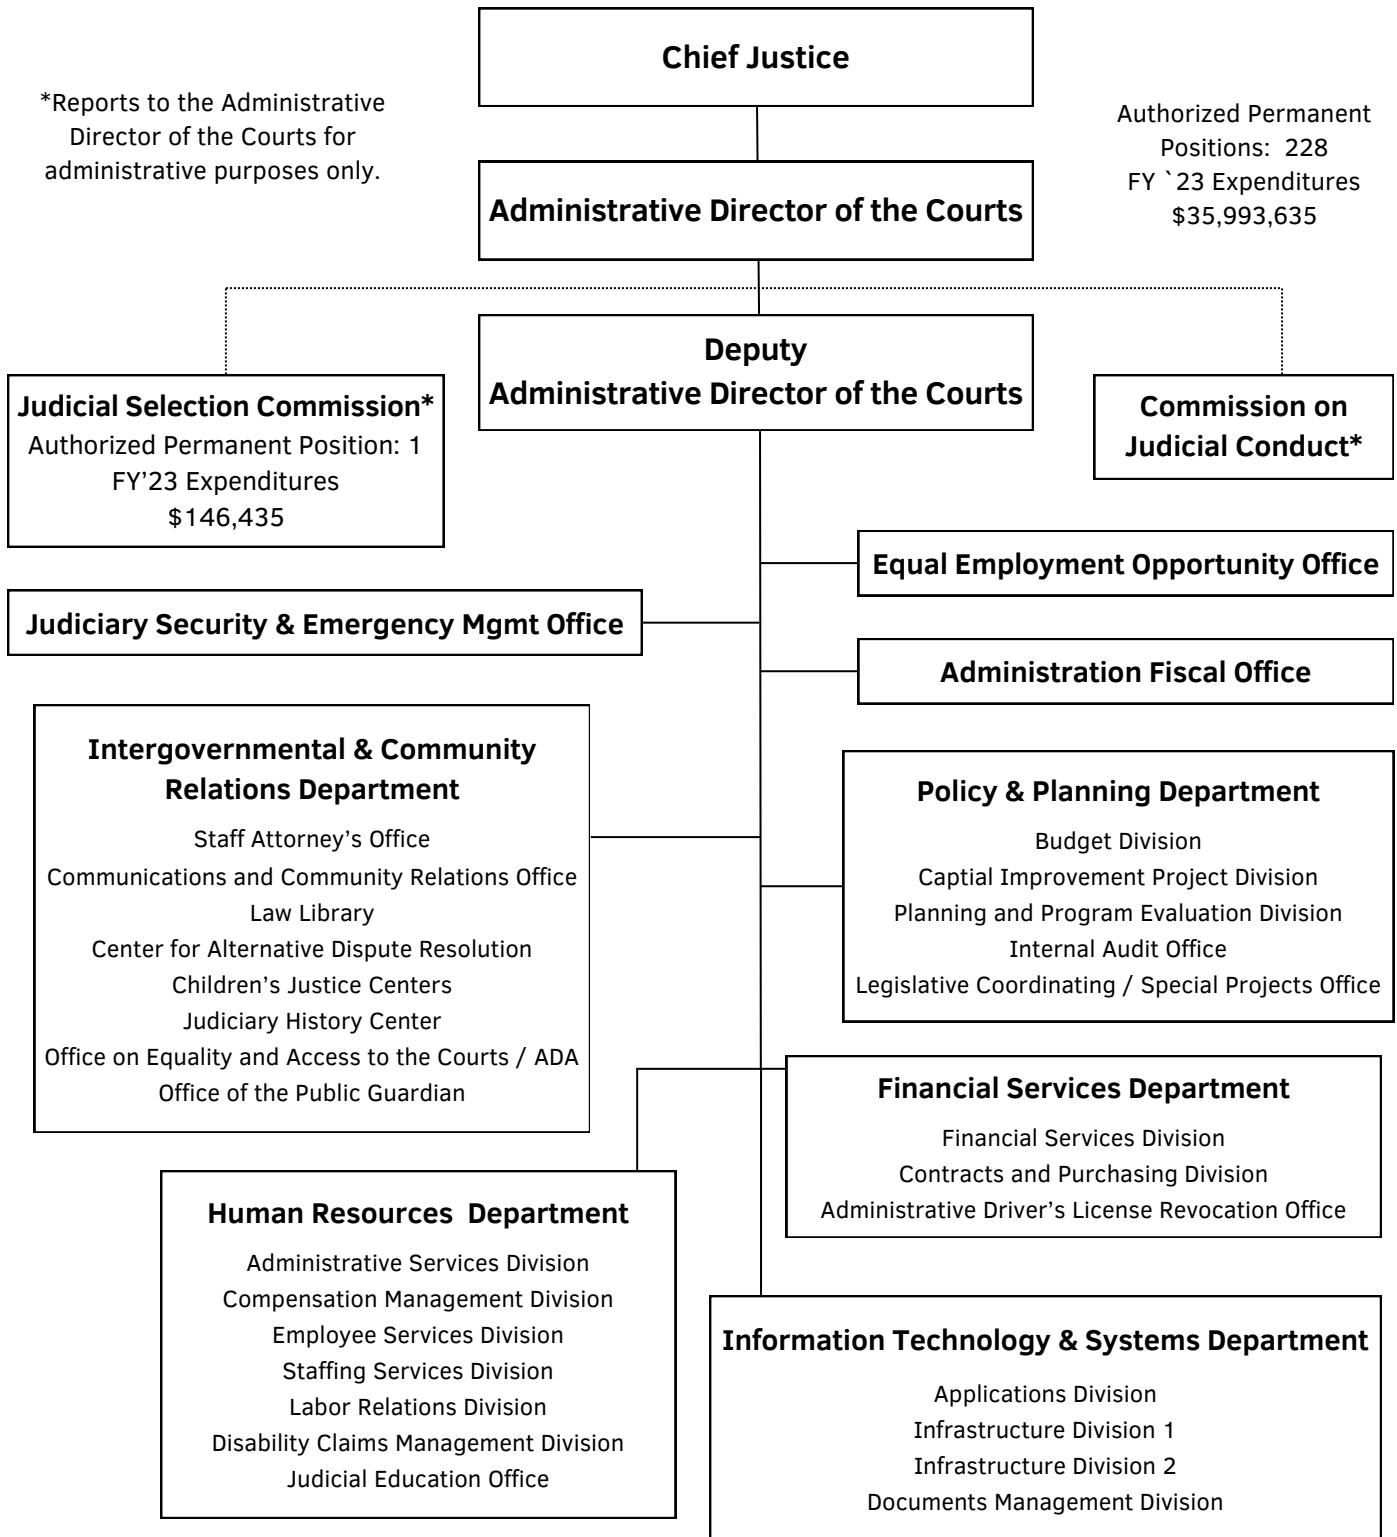 Chief Justice
*Reports to the Administrative
Director of the Courts for
administrative purposes only.
Authorized Permanent
Positions: 228
FY `23 Expenditures
$35,993,635
Administrative Director of the Courts
Deputy
Administrative Director of the Courts
Judicial Selection Commission*
Authorized Permanent Position: 1
FY’23 Expenditures
$146,435
Commission on
Judicial Conduct*
Equal Employment Opportunity Office
Judiciary Security & Emergency Mgmt Office
Administration Fiscal Office
Intergovernmental & Community
Relations Department
Staff Attorney’s Office
Communications and Community Relations Office
Law Library
Center for Alternative Dispute Resolution
Children’s Justice Centers
Judiciary History Center
Office on Equality and Access to the Courts / ADA
Office of the Public Guardian
Policy & Planning Department
Budget Division
Captial Improvement Project Division
Planning and Program Evaluation Division
Internal Audit Office
Legislative Coordinating / Special Projects Office
Financial Services Department
Financial Services Division
Contracts and Purchasing Division
Administrative Driver’s License Revocation Office
Human Resources Department
Administrative Services Division
Compensation Management Division
Employee Services Division
Staffing Services Division
Labor Relations Division
Disability Claims Management Division
Judicial Education Office
Information Technology & Systems Department
Applications Division
Infrastructure Division 1
Infrastructure Division 2
Documents Management Division